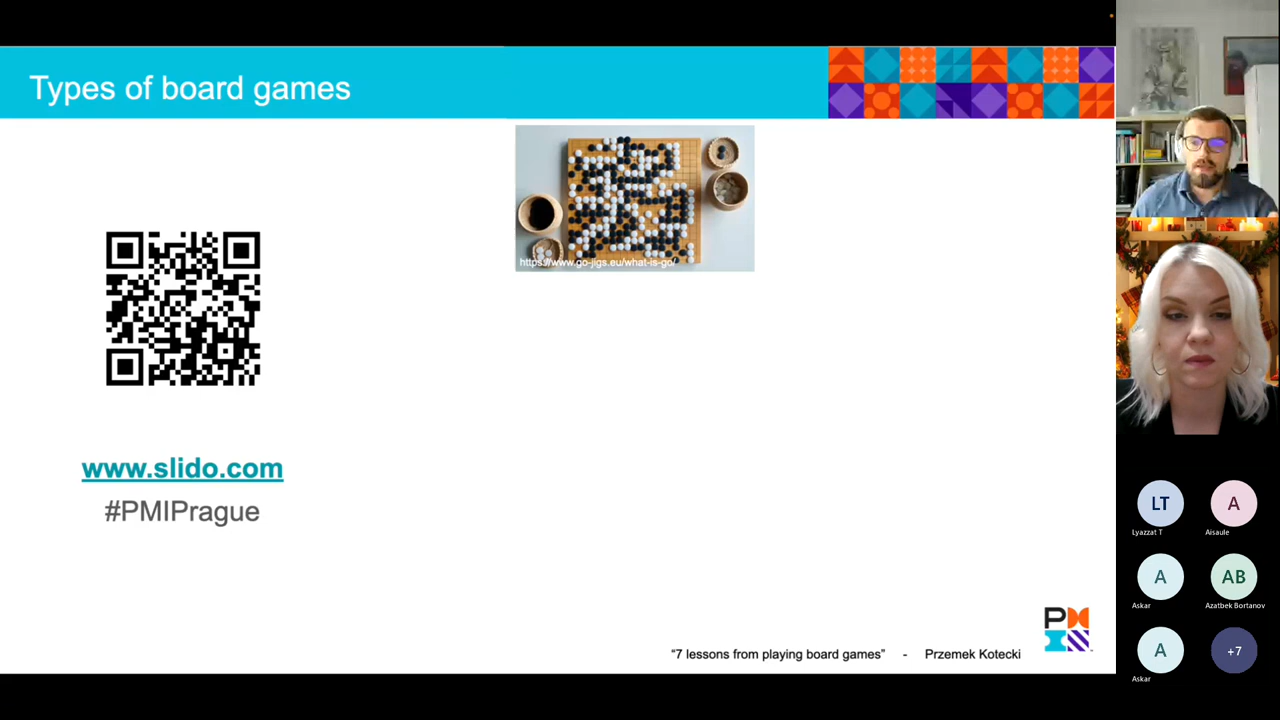 Types of board games
https://www.go-jigs.eu/what-is-go/
www.slido.com
#PMIPrague
"7 lessons from playing board games" - Przemek Kotecki
LT
Lyazzat T
A
Aisaule
A
Askar
AB
Azatbek Bortanov
A
Askar
+7